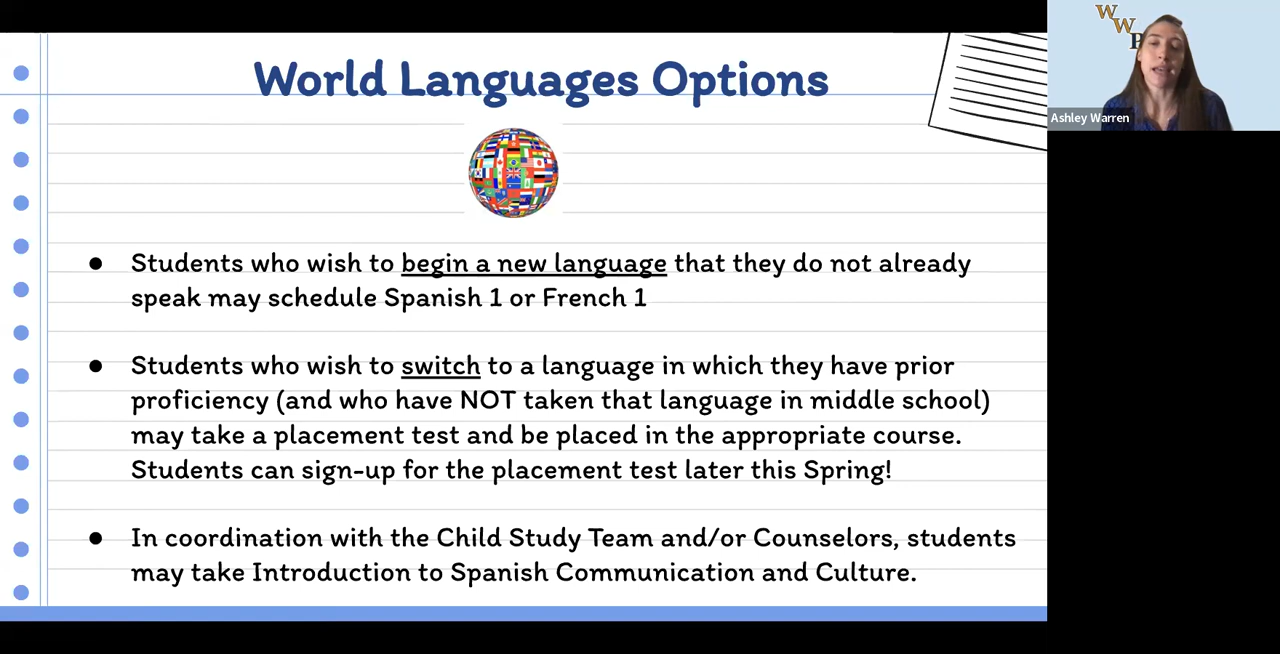 World Languages Options
Students who wish to begin a new language that they do not already
speak may schedule Spanish 1 or French 1
Students who wish to switch to a language in which they have prior
proficiency (and who have NOT taken that language in middle school)
may take a placement test and be placed in the appropriate course.
Students can sign-up for the placement test later this Spring!
In coordination with the Child Study Team and/or Counselors, students
may take Introduction to Spanish Communication and Culture.
W
W
P
Ashley Warren